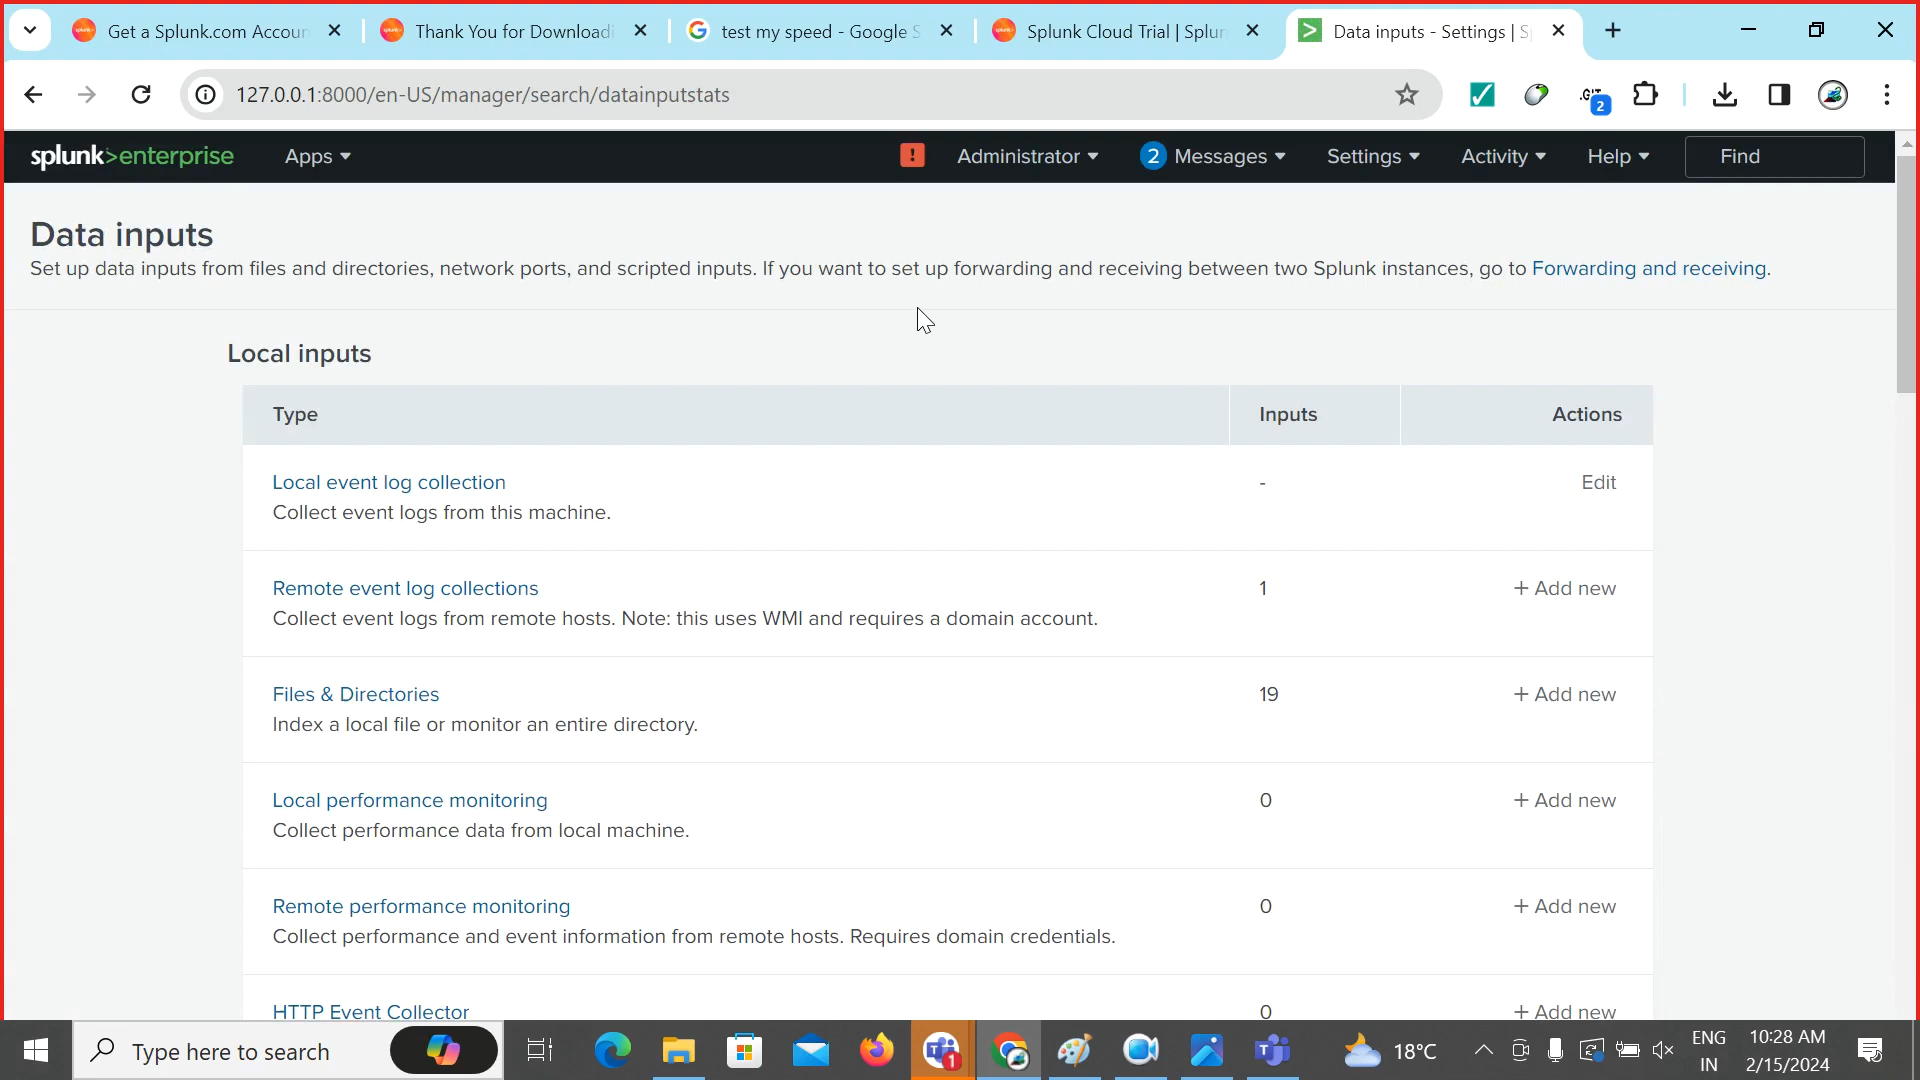 Get a Splunk.com Accoun
Thank You for Downloadi
test my speed - Google S
Splunk Cloud Trial | Splun
Data inputs - Settings | S
127.0.0.1:8000/en-US/manager/search/datainputstats
.GIT
2
splunk>enterprise
Apps
!
Administrator
2 Messages
Settings
Activity
Help
Find
Data inputs
Set up data inputs from files and directories, network ports, and scripted inputs. If you want to set up forwarding and receiving between two Splunk instances, go to Forwarding and receiving.
Local inputs
Type Inputs Actions
Local event log collection - Edit
Collect event logs from this machine.
Remote event log collections 1 + Add new
Collect event logs from remote hosts. Note: this uses WMI and requires a domain account.
Files & Directories 19 + Add new
Index a local file or monitor an entire directory.
Local performance monitoring 0 + Add new
Collect performance data from local machine.
Remote performance monitoring 0 + Add new
Collect performance and event information from remote hosts. Requires domain credentials.
HTTP Event Collector 0 + Add new
Type here to search
1
18°C
ENG
IN
10:28 AM
2/15/2024